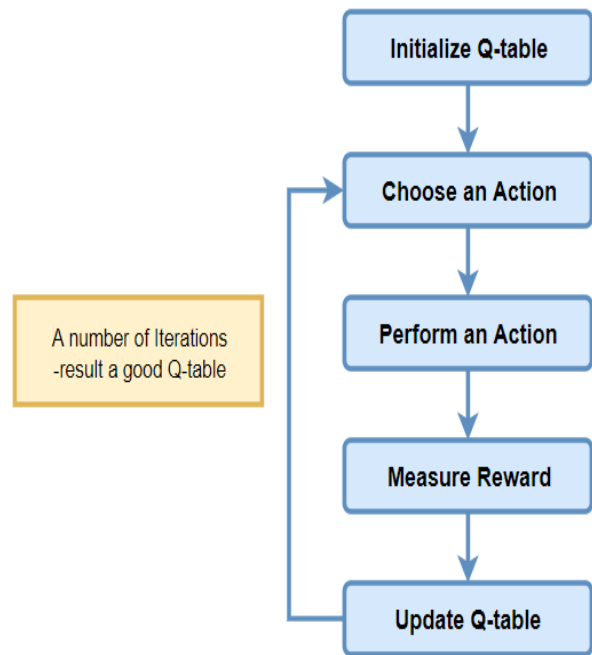 Initialize Q-table
Choose an Action
A number of Iterations
-result a good Q-table
Perform an Action
Measure Reward
Update Q-table